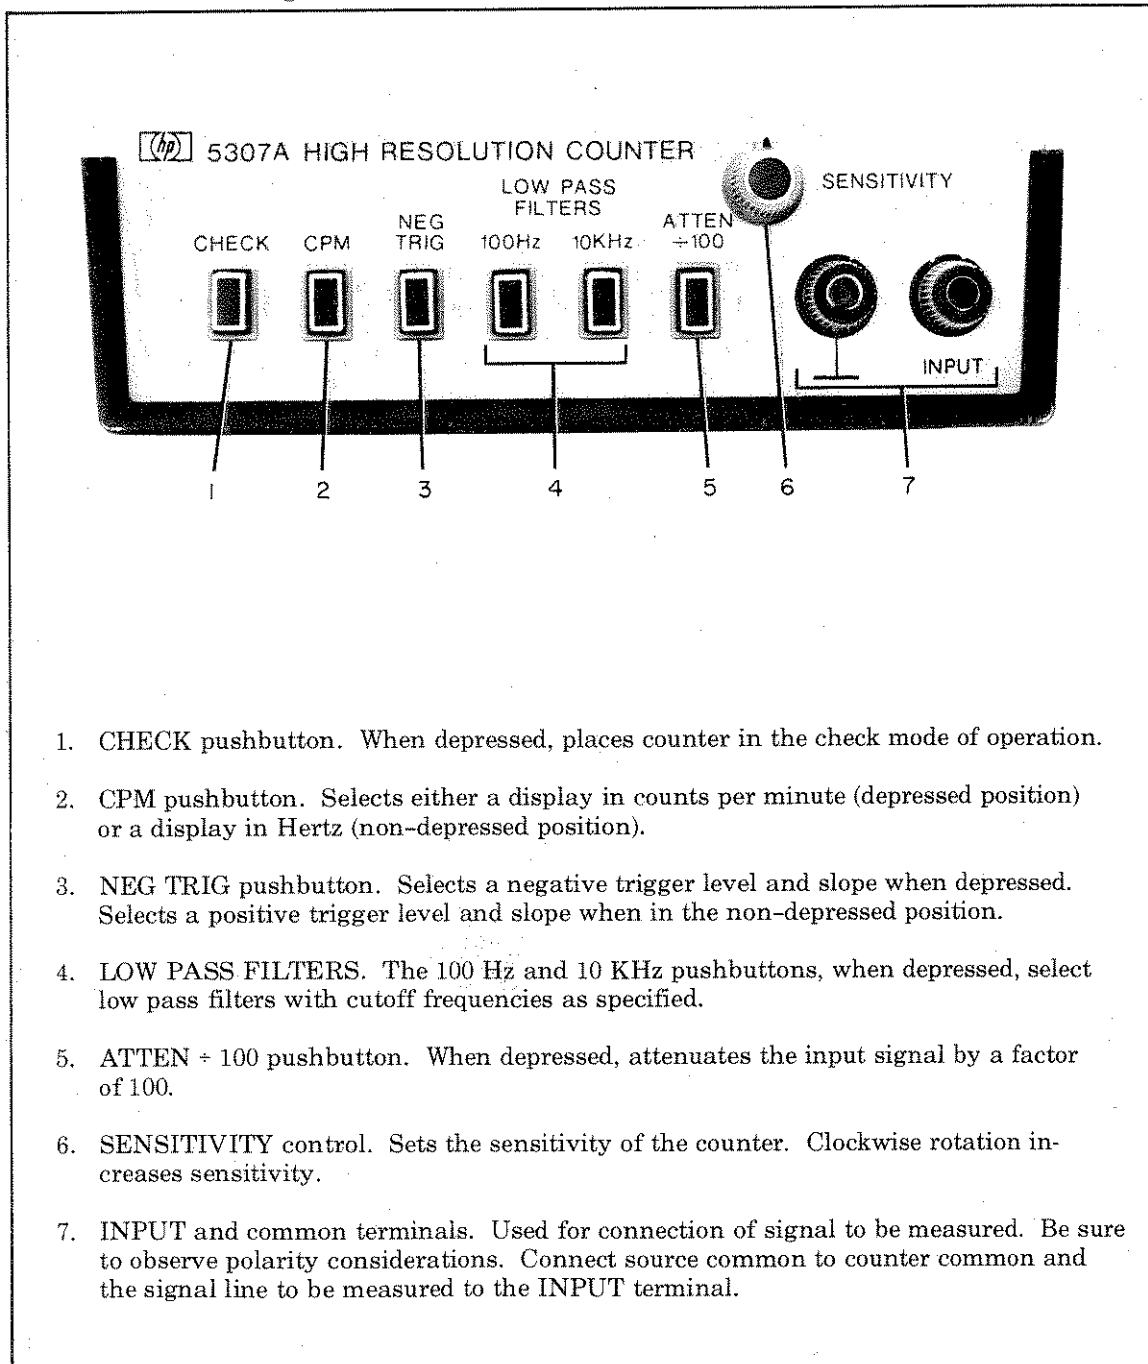 hp 5307A HIGH RESOLUTION COUNTER
SENSITIVITY
LOW PASS
FILTERS
CHECK
CPM
NEG
TRIG
100Hz
10KHz
ATTEN
÷100
INPUT
1 2 3 4 5 6 7
1. CHECK pushbutton. When depressed, places counter in the check mode of operation.
2. CPM pushbutton. Selects either a display in counts per minute (depressed position)
or a display in Hertz (non-depressed position).
3. NEG TRIG pushbutton. Selects a negative trigger level and slope when depressed.
Selects a positive trigger level and slope when in the non-depressed position.
4. LOW PASS FILTERS. The 100 Hz and 10 KHz pushbuttons, when depressed, select
low pass filters with cutoff frequencies as specified.
5. ATTEN ÷ 100 pushbutton. When depressed, attenuates the input signal by a factor
of 100.
6. SENSITIVITY control. Sets the sensitivity of the counter. Clockwise rotation in-
creases sensitivity.
7. INPUT and common terminals. Used for connection of signal to be measured. Be sure
to observe polarity considerations. Connect source common to counter common and
the signal line to be measured to the INPUT terminal.